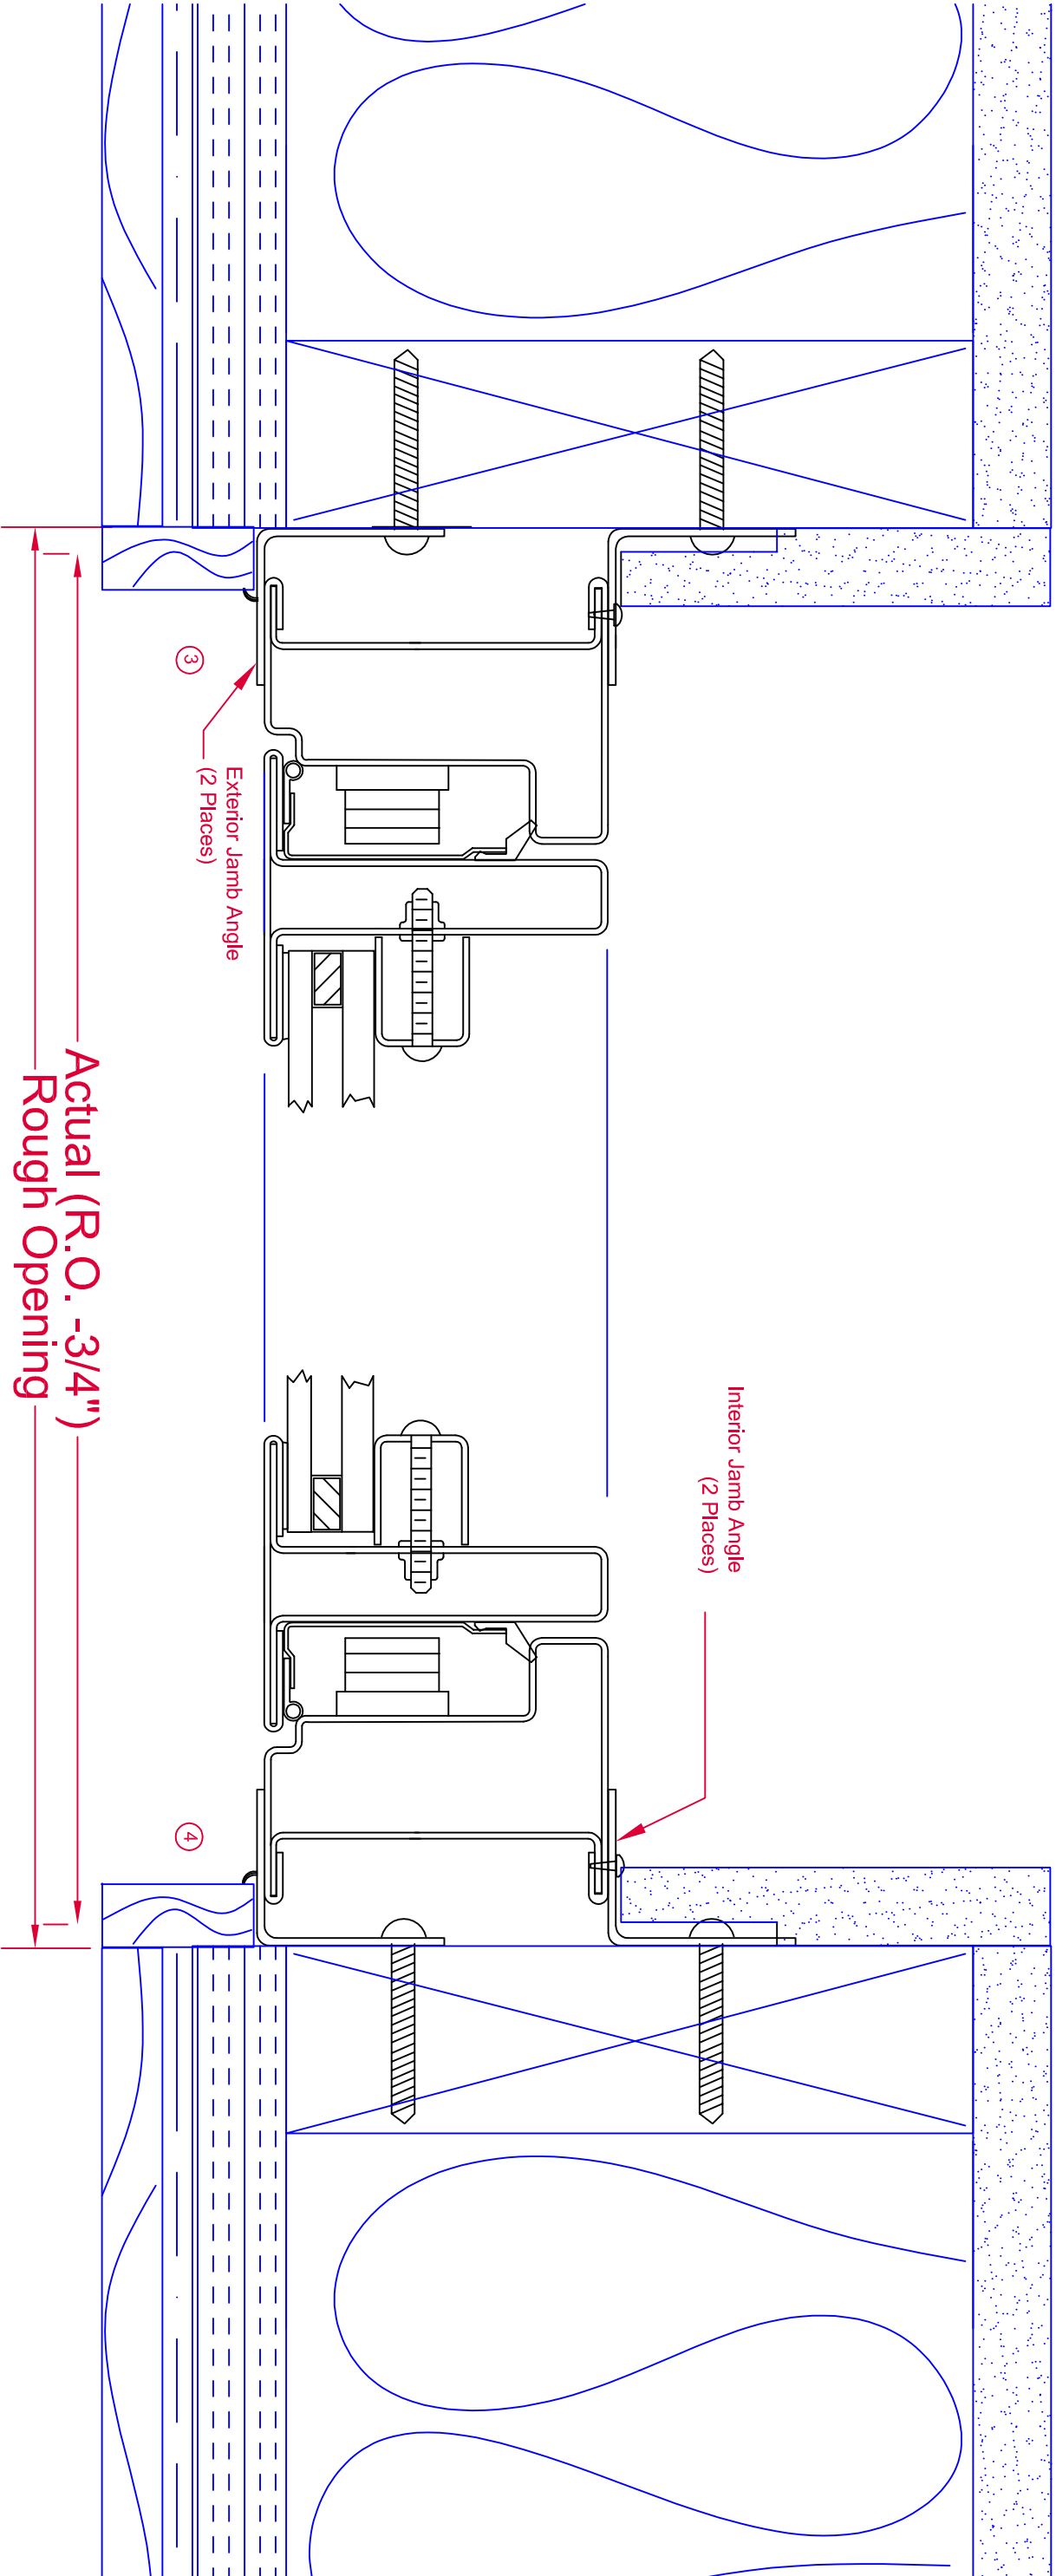 Interior Jamb Angle
(2 Places)
Exterior Jamb Angle
(2 Places)
3
4
Actual (R.O. -3/4")
Rough Opening